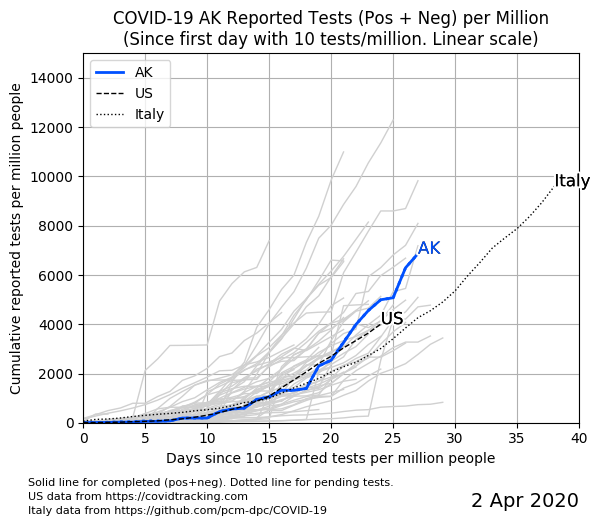 COVID-19 AK Reported Tests (Pos + Neg) per Million
(Since first day with 10 tests/million. Linear scale)
Cumulative reported tests per million people
14000
12000
10000
8000
6000
4000
2000
0
AK
US
Italy
Italy
AK
US
0 5 10 15 20 25 30 35 40
Days since 10 reported tests per million people
Solid line for completed (pos+neg). Dotted line for pending tests.
US data from https://covidtracking.com
Italy data from https://github.com/pcm-dpc/COVID-19
2 Apr 2020